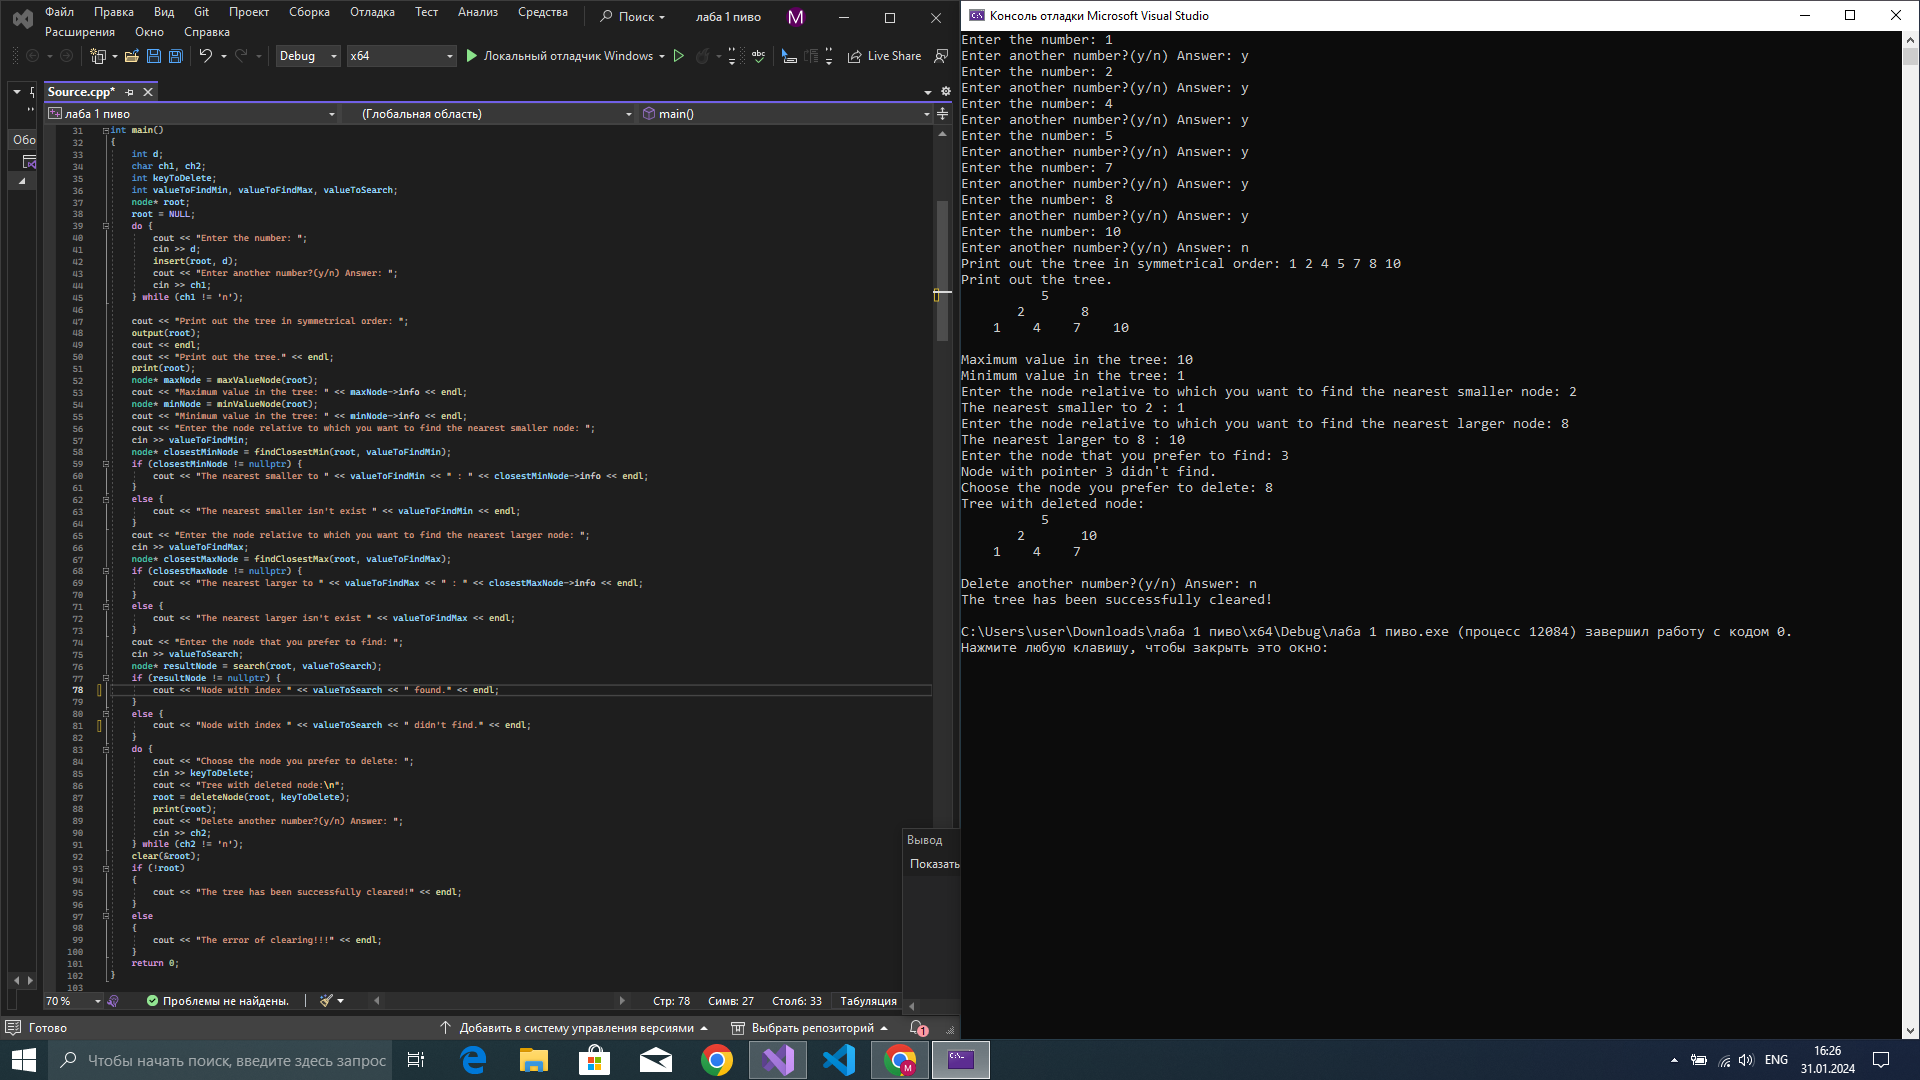 Файл Правка Вид Git Проект Сборка Отладка Тест Анализ Средства Поиск лаба 1 пиво M
Расширения Окно Справка
Debug x64 Локальный отладчик Windows Live Share
Source.cpp*
лаба 1 пиво (Глобальная область) main()
Обо
31 int main()
32 {
33 int d;
34 char ch1, ch2;
35 int keyToDelete;
36 int valueToFindMin, valueToFindMax, valueToSearch;
37 node* root;
38 root = NULL;
39 do {
40 cout << "Enter the number: ";
41 cin >> d;
42 insert(root, d);
43 cout << "Enter another number?(y/n) Answer: ";
44 cin >> ch1;
45 } while (ch1 != 'n');
46
47 cout << "Print out the tree in symmetrical order: ";
48 output(root);
49 cout << endl;
50 cout << "Print out the tree." << endl;
51 print(root);
52 node* maxNode = maxValueNode(root);
53 cout << "Maximum value in the tree: " << maxNode->info << endl;
54 node* minNode = minValueNode(root);
55 cout << "Minimum value in the tree: " << minNode->info << endl;
56 cout << "Enter the node relative to which you want to find the nearest smaller node: ";
57 cin >> valueToFindMin;
58 node* closestMinNode = findClosestMin(root, valueToFindMin);
59 if (closestMinNode != nullptr) {
60 cout << "The nearest smaller to " << valueToFindMin << " : " << closestMinNode->info << endl;
61 }
62 else {
63 cout << "The nearest smaller isn't exist " << valueToFindMin << endl;
64 }
65 cout << "Enter the node relative to which you want to find the nearest larger node: ";
66 cin >> valueToFindMax;
67 node* closestMaxNode = findClosestMax(root, valueToFindMax);
68 if (closestMaxNode != nullptr) {
69 cout << "The nearest larger to " << valueToFindMax << " : " << closestMaxNode->info << endl;
70 }
71 else {
72 cout << "The nearest larger isn't exist " << valueToFindMax << endl;
73 }
74 cout << "Enter the node that you prefer to find: ";
75 cin >> valueToSearch;
76 node* resultNode = search(root, valueToSearch);
77 if (resultNode != nullptr) {
78 cout << "Node with index " << valueToSearch << " found." << endl;
79 }
80 else {
81 cout << "Node with index " << valueToSearch << " didn't find." << endl;
82 }
83 do {
84 cout << "Choose the node you prefer to delete: ";
85 cin >> keyToDelete;
86 cout << "Tree with deleted node:\n";
87 root = deleteNode(root, keyToDelete);
88 print(root);
89 cout << "Delete another number?(y/n) Answer: ";
90 cin >> ch2;
91 } while (ch2 != 'n');
92 clear(&root);
93 if (!root)
94 {
95 cout << "The tree has been successfully cleared!" << endl;
96 }
97 else
98 {
99 cout << "The error of clearing!!!" << endl;
100 }
101 return 0;
102 }
103
Вывод
Показать
70 % Проблемы не найдены. Стр: 78 Симв: 27 Столб: 33 Табуляция
Готово Добавить в систему управления версиями Выбрать репозиторий 1
Консоль отладки Microsoft Visual Studio
Enter the number: 1
Enter another number?(y/n) Answer: y
Enter the number: 2
Enter another number?(y/n) Answer: y
Enter the number: 4
Enter another number?(y/n) Answer: y
Enter the number: 5
Enter another number?(y/n) Answer: y
Enter the number: 7
Enter another number?(y/n) Answer: y
Enter the number: 8
Enter another number?(y/n) Answer: y
Enter the number: 10
Enter another number?(y/n) Answer: n
Print out the tree in symmetrical order: 1 2 4 5 7 8 10
Print out the tree.
5
2 8
1 4 7 10
Maximum value in the tree: 10
Minimum value in the tree: 1
Enter the node relative to which you want to find the nearest smaller node: 2
The nearest smaller to 2 : 1
Enter the node relative to which you want to find the nearest larger node: 8
The nearest larger to 8 : 10
Enter the node that you prefer to find: 3
Node with pointer 3 didn't find.
Choose the node you prefer to delete: 8
Tree with deleted node:
5
2 10
1 4 7
Delete another number?(y/n) Answer: n
The tree has been successfully cleared!
C:\Users\user\Downloads\лаба 1 пиво\x64\Debug\лаба 1 пиво.exe (процесс 12084) завершил работу с кодом 0.
Нажмите любую клавишу, чтобы закрыть это окно:
Чтобы начать поиск, введите здесь запрос
ENG
16:26
31.01.2024